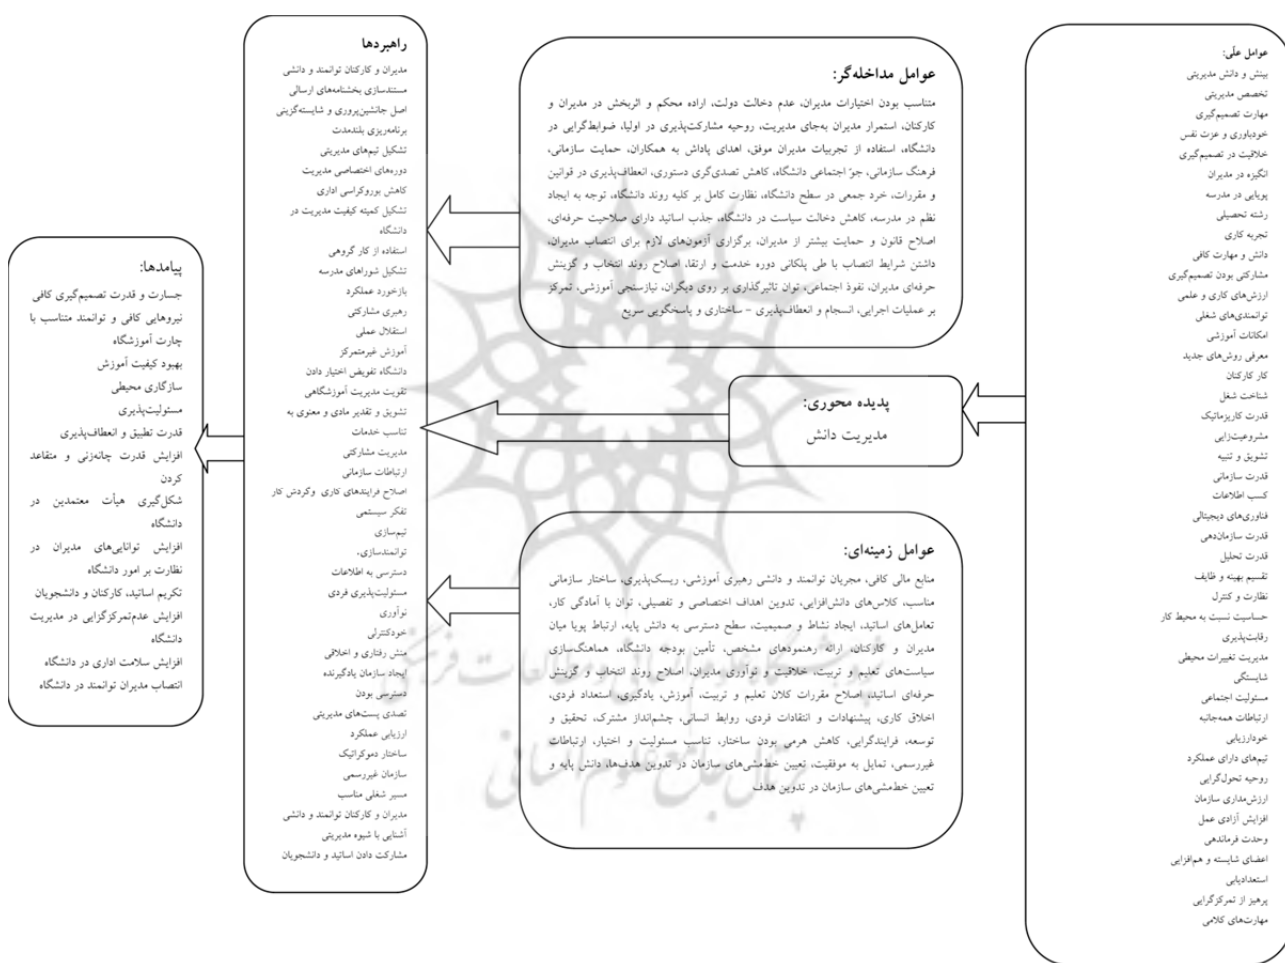 عوامل علّی:
بینش و دانش مدیریتی
تخصص مدیریتی
مهارت تصمیم‌گیری
خودباوری و عزت نفس
خلاقیت در تصمیم‌گیری
انگیزه در مدیران
پویایی در مدرسه
رشته تحصیلی
تجربه کاری
دانش و مهارت کافی
مشارکتی بودن تصمیم‌گیری
ارزش‌های کاری و علمی
توانمندی‌های شغلی
امکانات آموزشی
معرفی روش‌های جدید
کار کارکنان
شناخت شغل
قدرت کاریزماتیک
مشروعیت‌زایی
تشویق و تنبیه
قدرت سازمانی
کسب اطلاعات
فناوری‌های دیجیتالی
قدرت سازمان‌دهی
قدرت تحلیل
تقسیم بهینه و ظایف
نظارت و کنترل
حساسیت نسبت به محیط کار
رقابت‌پذیری
مدیریت تغییرات محیطی
شایستگی
مسئولیت اجتماعی
ارتباطات همه‌جانبه
خودارزیابی
تیم‌های دارای عملکرد
روحیه تحول‌گرایی
ارزش‌مداری سازمان
افزایش آزادی عمل
وحدت فرماندهی
اعضای شایسته و هم‌افزایی
استعدادیابی
پرهیز از تمرکزگرایی
مهارت‌های کلامی
عوامل مداخله‌گر:
متناسب بودن اختیارات مدیران، عدم دخالت دولت، اراده محکم و اثربخش در مدیران و
کارکنان، استمرار مدیران به‌جای مدیریت، روحیه مشارکت‌پذیری در اولیا، ضوابط‌گرایی در
دانشگاه، استفاده از تجربیات مدیران موفق، اهدای پاداش به همکاران، حمایت سازمانی،
فرهنگ سازمانی، جوّ اجتماعی دانشگاه، کاهش تصدی‌گری دستوری، انعطاف‌پذیری در قوانین
و مقررات، خرد جمعی در سطح دانشگاه، نظارت کامل بر کلیه روند دانشگاه، توجه به ایجاد
نظم در مدرسه، کاهش دخالت سیاست در دانشگاه، جذب اساتید دارای صلاحیت حرفه‌ای،
اصلاح قانون و حمایت بیشتر از مدیران، برگزاری آزمون‌های لازم برای انتصاب مدیران،
داشتن شرایط انتصاب با طی پلکانی دوره خدمت و ارتقا، اصلاح روند انتخاب و گزینش
حرفه‌ای مدیران، نفوذ اجتماعی، توان تاثیرگذاری بر روی دیگران، نیازسنجی آموزشی، تمرکز
بر عملیات اجرایی، انسجام و انعطاف‌پذیری – ساختاری و پاسخگویی سریع
پدیده محوری:
مدیریت دانش
عوامل زمینه‌ای:
منابع مالی کافی، مجریان توانمند و دانشی رهبری آموزشی، ریسک‌پذیری، ساختار سازمانی
مناسب، کلاس‌های دانش‌افزایی، تدوین اهداف اختصاصی و تفصیلی، توان با آمادگی کار،
تعامل‌های اساتید، ایجاد نشاط و صمیمیت، سطح دسترسی به دانش پایه، ارتباط پویا میان
مدیران و کارکنان، ارائه رهنمودهای مشخص، تأمین بودجه دانشگاه، هماهنگ‌سازی
سیاست‌های تعلیم و تربیت، خلاقیت و نوآوری مدیران، اصلاح روند انتخاب و گزینش
حرفه‌ای اساتید، اصلاح مقررات کلان تعلیم و تربیت، آموزش، یادگیری، استعداد فردی،
اخلاق کاری، پیشنهادات و انتقادات فردی، روابط انسانی، چشم‌انداز مشترک، تحقیق و
توسعه، فرایندگرایی، کاهش هرمی بودن ساختار، تناسب مسئولیت و اختیار، ارتباطات
غیررسمی، تمایل به موفقیت، تعیین خط‌مشی‌های سازمان در تدوین هدف‌ها، دانش پایه و
تعیین خط‌مشی‌های سازمان در تدوین هدف
راهبردها
مدیران و کارکنان توانمند و دانشی
مستندسازی بخشنامه‌های ارسالی
اصل جانشین‌پروری و شایسته‌گزینی
برنامه‌ریزی بلندمدت
تشکیل تیم‌های مدیریتی
دوره‌های اختصاصی مدیریت
کاهش بوروکراسی اداری
تشکیل کمیته کیفیت مدیریت در
دانشگاه
استفاده از کار گروهی
تشکیل شوراهای مدرسه
بازخورد عملکرد
رهبری مشارکتی
استقلال عملی
آموزش غیرمتمرکز
دانشگاه تفویض اختیار دادن
تقویت مدیریت آموزشگاهی
تشویق و تقدیر مادی و معنوی به
تناسب خدمات
مدیریت مشارکتی
ارتباطات سازمانی
اصلاح فرایندهای کاری وگردش کار
تفکر سیستمی
تیم‌سازی
توانمندسازی.
دسترسی به اطلاعات
مسئولیت‌پذیری فردی
نوآوری
خودکنترلی
منش رفتاری و اخلاقی
ایجاد سازمان یادگیرنده
دسترسی بودن
تصدی پست‌های مدیریتی
ارزیابی عملکرد
ساختار دموکراتیک
سازمان غیررسمی
مسیر شغلی مناسب
مدیران و کارکنان توانمند و دانشی
آشنایی با شیوه مدیریتی
مشارکت دادن اساتید و دانشجویان
پیامدها:
جسارت و قدرت تصمیم‌گیری کافی
نیروهایی کافی و توانمند متناسب با
چارت آموزشگاه
بهبود کیفیت آموزش
سازگاری محیطی
مسئولیت‌پذیری
قدرت تطبیق و انعطاف‌پذیری
افزایش قدرت چانه‌زنی و متقاعد
کردن
شکل‌گیری هیأت معتمدین در
دانشگاه
افزایش توانایی‌های مدیران در
نظارت بر امور دانشگاه
تکریم اساتید، کارکنان و دانشجویان
افزایش عدم‌تمرکزگرایی در مدیریت
دانشگاه
افزایش سلامت اداری در دانشگاه
انتصاب مدیران توانمند در دانشگاه
پژوهشگاه علوم انسانی و مطالعات فرهنگی
پرتال جامع علوم انسانی